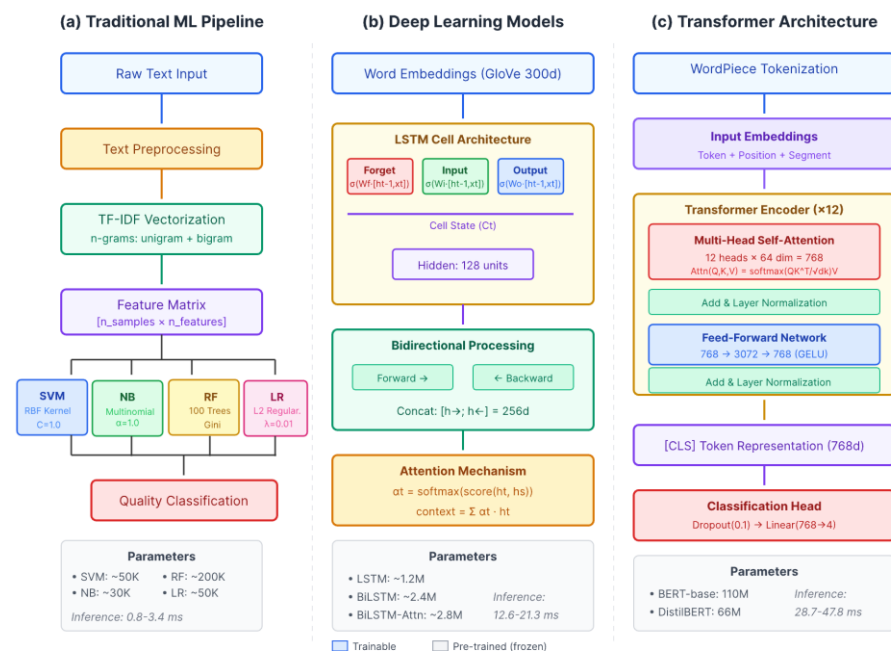 (a) Traditional ML Pipeline
Raw Text Input
Text Preprocessing
TF-IDF Vectorization
n-grams: unigram + bigram
Feature Matrix
[n_samples × n_features]
SVM
RBF Kernel
C=1.0
NB
Multinomial
α=1.0
RF
100 Trees
Gini
LR
L2 Regular.
λ=0.01
Quality Classification
Parameters
• SVM: ~50K • RF: ~200K
• NB: ~30K • LR: ~50K
Inference: 0.8-3.4 ms
(b) Deep Learning Models
Word Embeddings (GloVe 300d)
LSTM Cell Architecture
Forget
σ(Wf·[ht-1,xt])
Input
σ(Wi·[ht-1,xt])
Output
σ(Wo·[ht-1,xt])
Cell State (Ct)
Hidden: 128 units
Bidirectional Processing
Forward →
← Backward
Concat: [h→; h←] = 256d
Attention Mechanism
αt = softmax(score(ht, hs))
context = Σ αt · ht
Parameters
• LSTM: ~1.2M
• BiLSTM: ~2.4M Inference:
• BiLSTM-Attn: ~2.8M 12.6-21.3 ms
Trainable
Pre-trained (frozen)
(c) Transformer Architecture
WordPiece Tokenization
Input Embeddings
Token + Position + Segment
Transformer Encoder (×12)
Multi-Head Self-Attention
12 heads × 64 dim = 768
Attn(Q,K,V) = softmax(QK^T/√dk)V
Add & Layer Normalization
Feed-Forward Network
768 → 3072 → 768 (GELU)
Add & Layer Normalization
[CLS] Token Representation (768d)
Classification Head
Dropout(0.1) → Linear(768→4)
Parameters
• BERT-base: 110M Inference:
• DistilBERT: 66M 28.7-47.8 ms